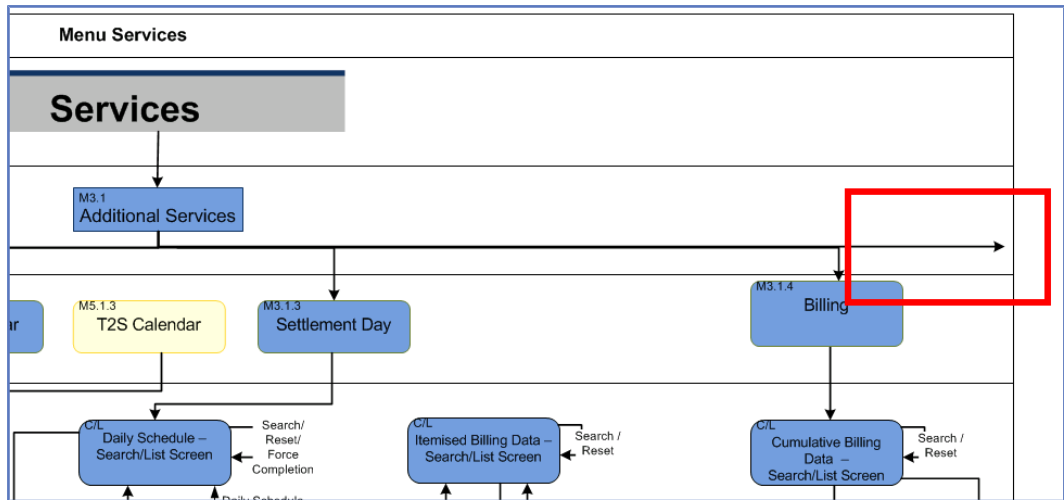 Menu Services
Services
M3.1
Additional Services
ar
M5.1.3
T2S Calendar
M3.1.3
Settlement Day
M3.1.4
Billing
C/L
Daily Schedule –
Search/List Screen
Search/
Reset/
Force
Completion
C/L
Itemised Billing Data –
Search/List Screen
Search /
Reset
C/L
Cumulative Billing
Data –
Search/List Screen
Search /
Reset
Daily Schedule